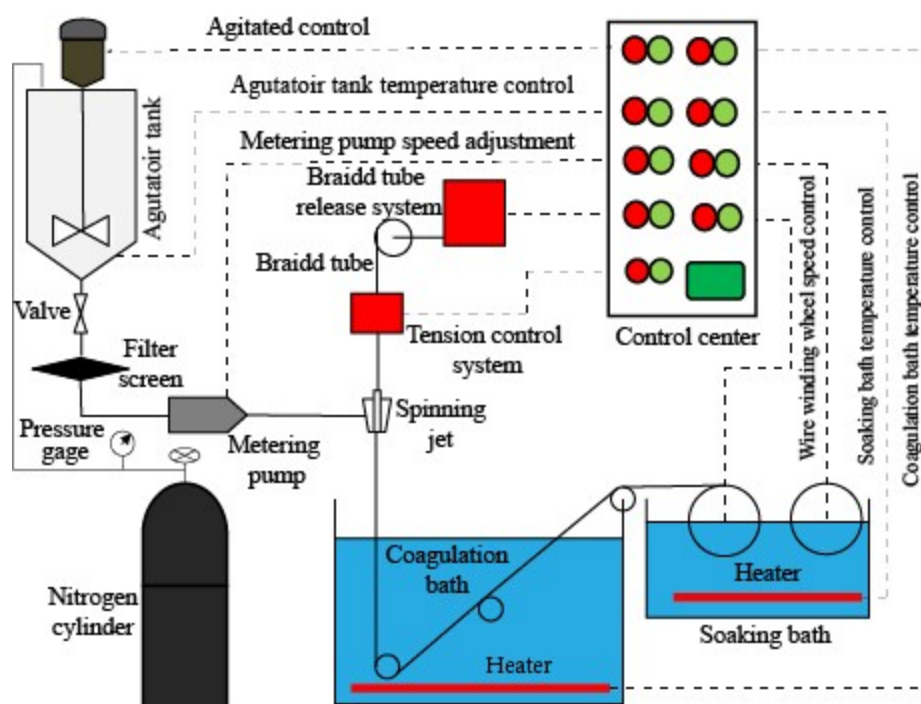 Agitated control
Agutatoir tank temperature control
Metering pump speed adjustment
Agutatoir tank
Braidd tube
release system
Braidd tube
Valve
Tension control
system
Control center
Filter
screen
Spinning
jet
Pressure
gage
Metering
pump
Wire winding wheel speed control
Soaking bath temperature control
Coagulation bath temperature control
Coagulation
bath
Heater
Nitrogen
cylinder
Soaking bath
Heater